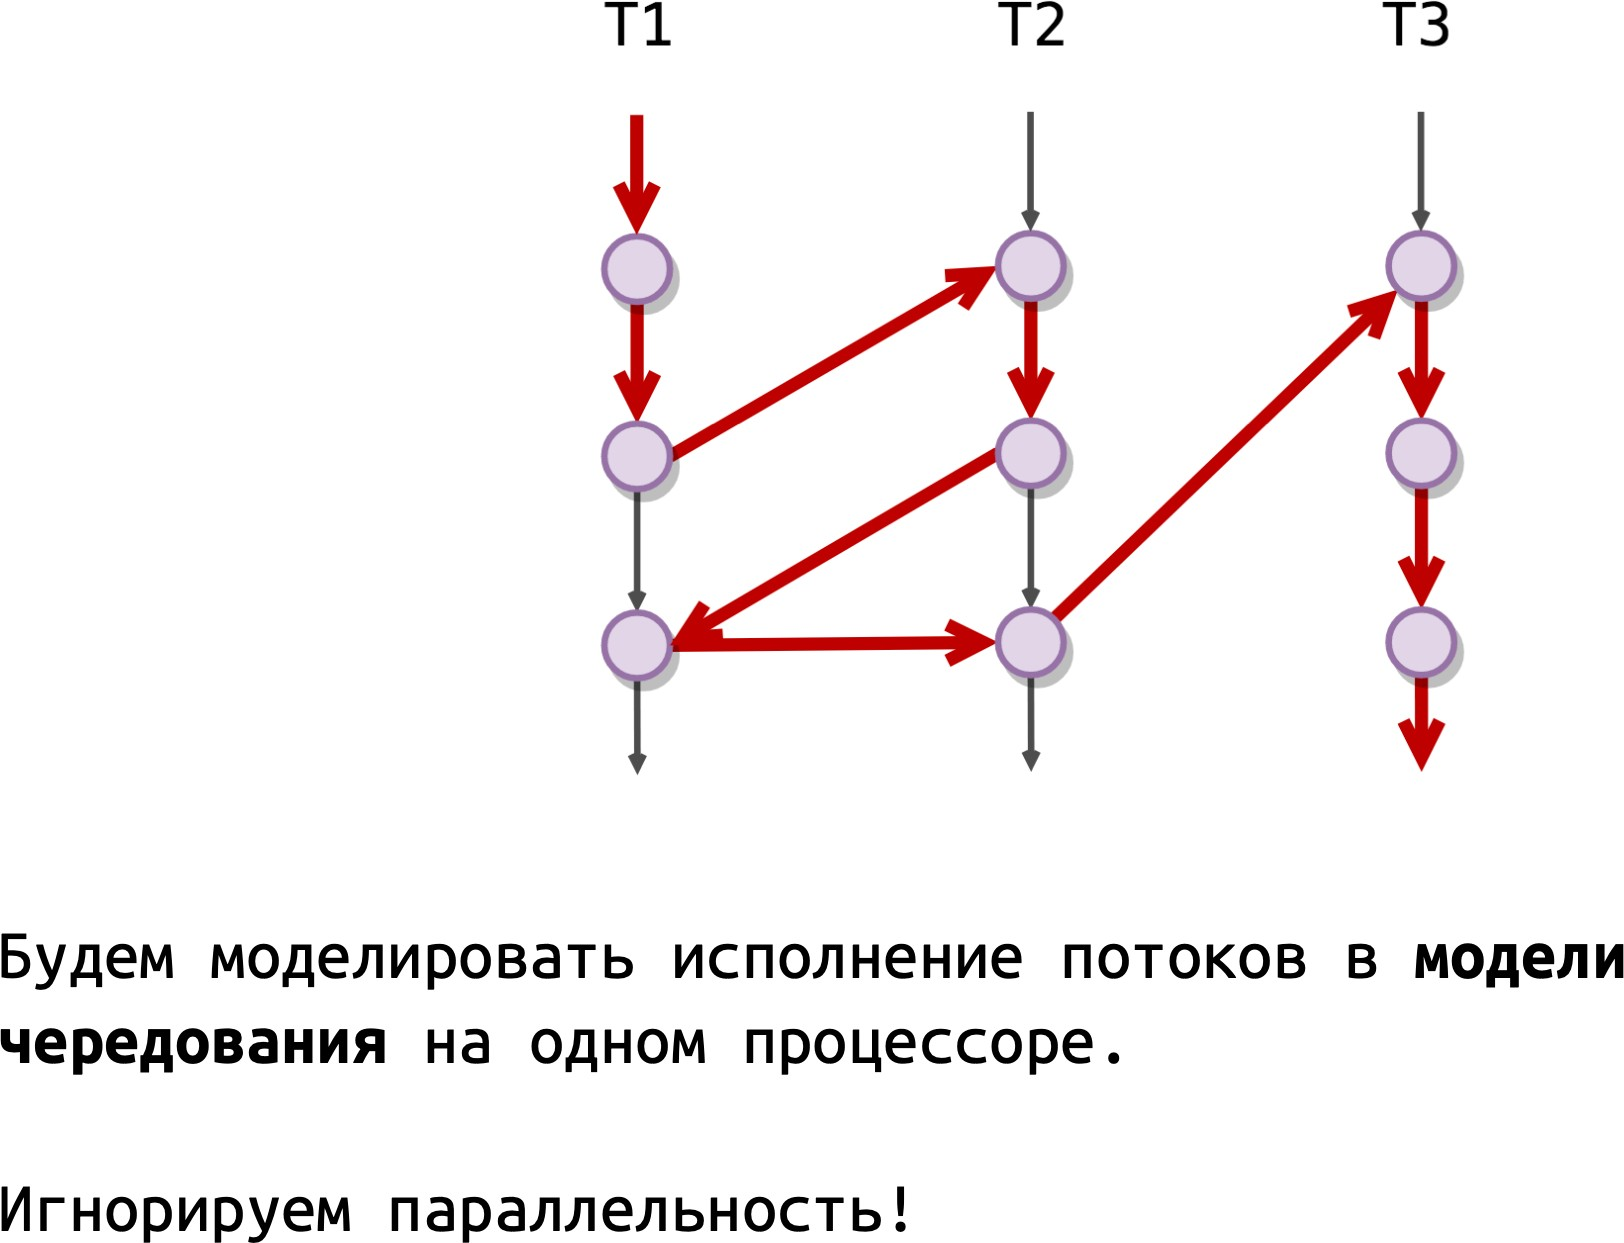 T1 T2 T3
Будем моделировать исполнение потоков в модели
чередования на одном процессоре.
Игнорируем параллельность!